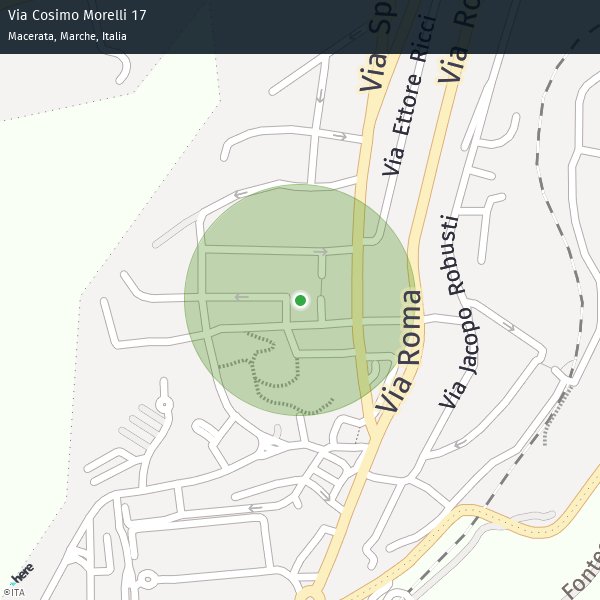 Via Cosimo Morelli 17
Macerata, Marche, Italia
Via Sp
Via Ettore Ricci
Via Ro
Via Jacopo Robusti
Via Roma
Fonte
here
©ITA